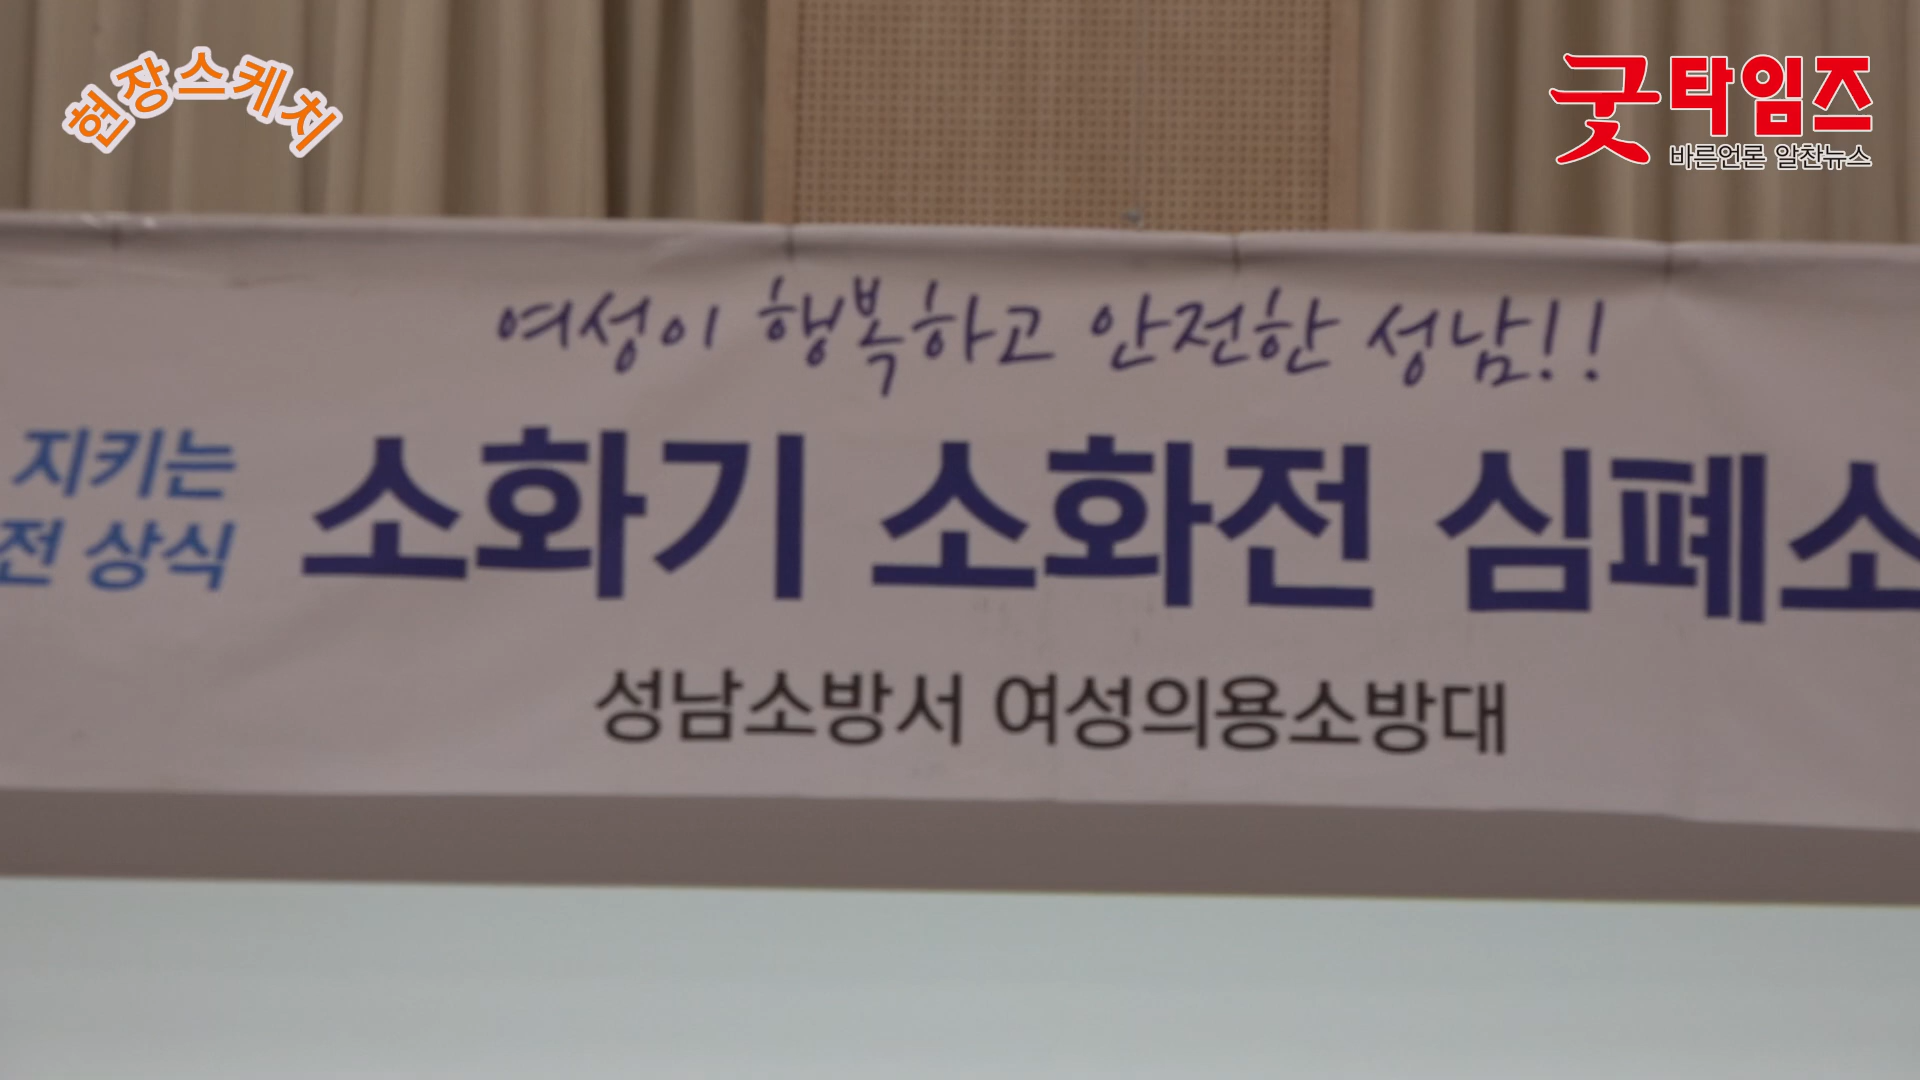 현장스케치
굿타임즈
바른언론 알찬뉴스
여성이 행복하고 안전한 성남!!
지키는
전 상식
소화기 소화전 심폐소
성남소방서 여성의용소방대